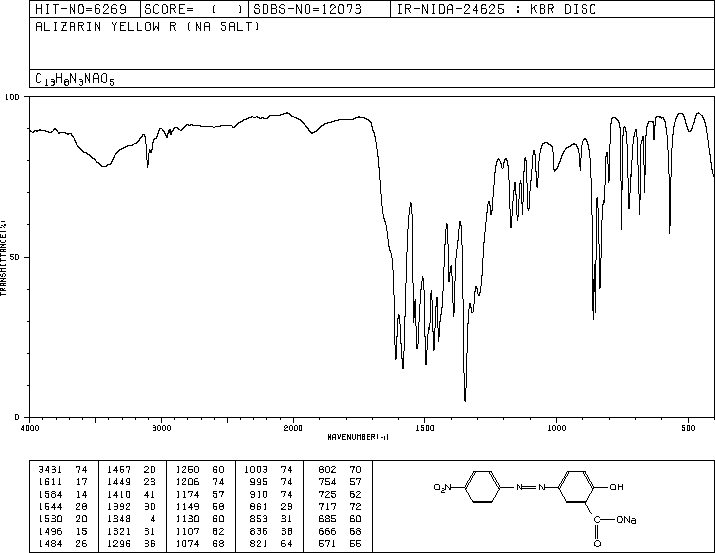 HIT-NO=6269 SCORE= ( ) SDBS-NO=12073 IR-NIDA-24625 : KBR DISC
ALIZARIN YELLOW R (NA SALT)
C13H8N3NAO5
100
50
0
TRANSMITTANCE(%)
4000 3000 2000 1500 1000 500
WAVENUMBER(-1)
3431 74 1467 20 1250 60 1003 74 802 70
1611 17 1449 23 1206 74 995 74 754 57
1584 14 1410 41 1174 57 910 74 725 62
1544 28 1392 30 1149 58 861 29 717 72
1530 20 1348 4 1130 60 853 31 685 60
1496 15 1321 31 1107 62 836 38 666 68
1484 26 1296 36 1074 68 821 64 571 55
O2N N=N OH
C ONa
O